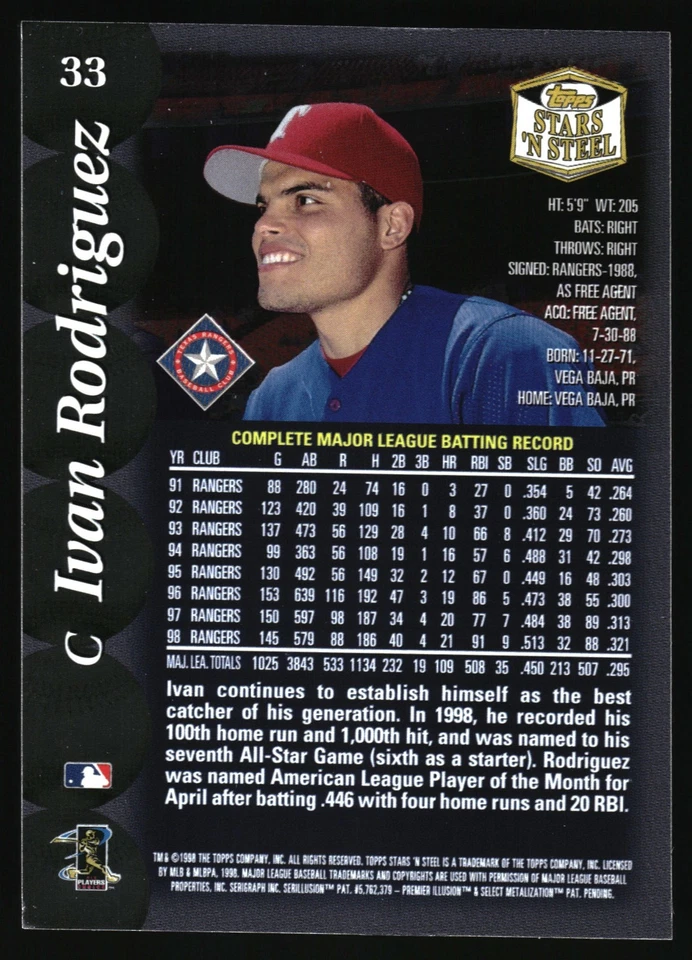 33
C Ivan Rodriguez
topps
STARS
'N STEEL
HT: 5'9" WT: 205
BATS: RIGHT
THROWS: RIGHT
SIGNED: RANGERS-1988,
AS FREE AGENT
ACQ: FREE AGENT,
7-30-88
BORN: 11-27-71,
VEGA BAJA, PR
HOME: VEGA BAJA, PR
T
TEXAS RANGERS
BASEBALL CLUB
COMPLETE MAJOR LEAGUE BATTING RECORD
YR CLUB G AB R H 2B 3B HR RBI SB SLG BB SO AVG
91 RANGERS 88 280 24 74 16 0 3 27 0 .354 5 42 .264
92 RANGERS 123 420 39 109 16 1 8 37 0 .360 24 73 .260
93 RANGERS 137 473 56 129 28 4 10 66 8 .412 29 70 .273
94 RANGERS 99 363 56 108 19 1 16 57 6 .488 31 42 .298
95 RANGERS 130 492 56 149 32 2 12 67 0 .449 16 48 .303
96 RANGERS 153 639 116 192 47 3 19 86 5 .473 38 55 .300
97 RANGERS 150 597 98 187 34 4 20 77 7 .484 38 89 .313
98 RANGERS 145 579 88 186 40 4 21 91 9 .513 32 88 .321
MAJ. LEA. TOTALS 1025 3843 533 1134 232 19 109 508 35 .450 213 507 .295
Ivan continues to establish himself as the best
catcher of his generation. In 1998, he recorded his
100th home run and 1,000th hit, and was named to his
seventh All-Star Game (sixth as a starter). Rodriguez
was named American League Player of the Month for
April after batting .446 with four home runs and 20 RBI.
PLAYERS
TM & ©1998 THE TOPPS COMPANY, INC. ALL RIGHTS RESERVED. TOPPS STARS 'N STEEL IS A TRADEMARK OF THE TOPPS COMPANY, INC. LICENSED
BY MLB & MLBPA, 1998. MAJOR LEAGUE BASEBALL TRADEMARKS AND COPYRIGHTS ARE USED WITH PERMISSION OF MAJOR LEAGUE BASEBALL
PROPERTIES, INC. SERIGRAPH INC. SERILLUSION™ PAT. #5,762,379 – PREMIER ILLUSION™ & SELECT METALIZATION™ PAT. PENDING.